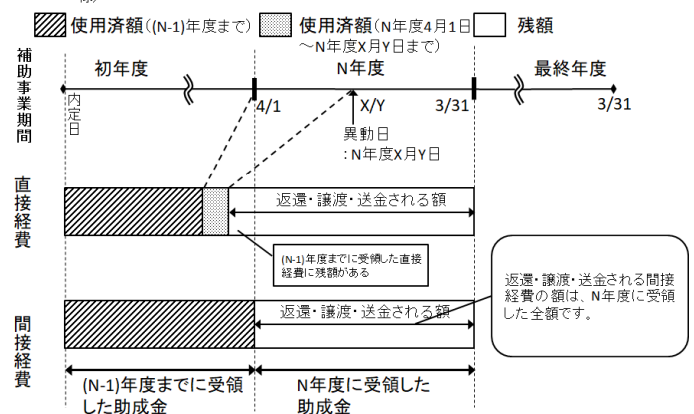 使用済額((N-1)年度まで)
使用済額(N年度4月1日
～N年度X月Y日まで)
残額
補助事業期間
初年度
N年度
最終年度
内定日
4/1
X/Y
3/31
3/31
異動日
:N年度X月Y日
直接経費
返還・譲渡・送金される額
(N-1)年度までに受領した直接
経費に残額がある
返還・譲渡・送金される間接
経費の額は、N年度に受領
した全額です。
間接経費
返還・譲渡・送金される額
(N-1)年度までに受領
した助成金
N年度に受領した
助成金